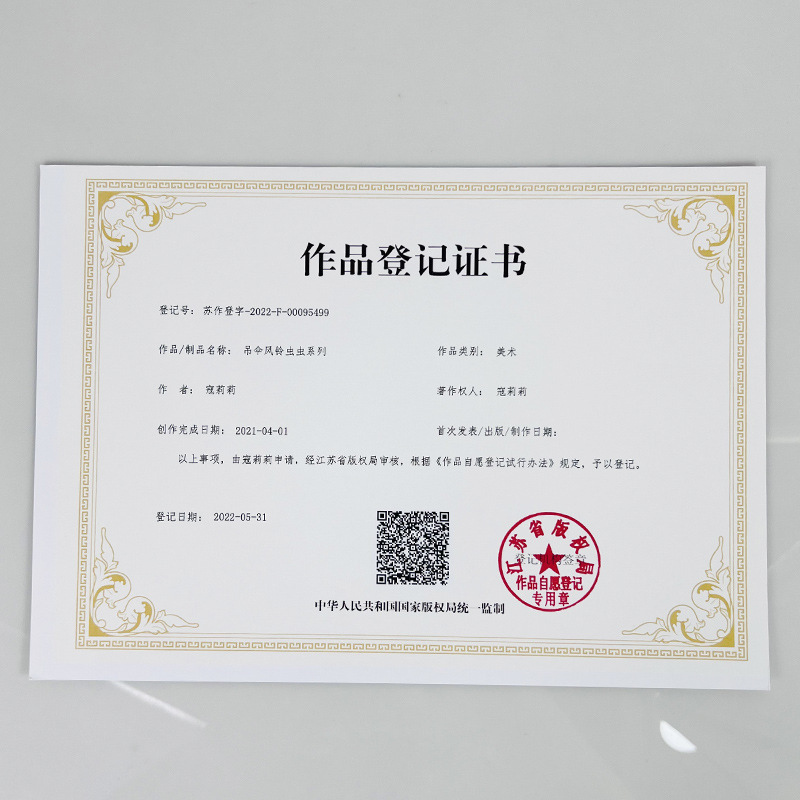 作品登记证书
登记号： 苏作登字-2022-F-00095499
作品/制品名称： 吊伞风铃虫虫系列
作品类别： 美术
作 者： 寇莉莉
著作权人： 寇莉莉
创作完成日期： 2021-04-01
首次发表/出版/制作日期：
以上事项，由寇莉莉申请，经江苏省版权局审核，根据《作品自愿登记试行办法》规定，予以登记。
登记日期： 2022-05-31
登记机构签章
江苏省版权局
作品自愿登记
专用章
中华人民共和国国家版权局统一监制